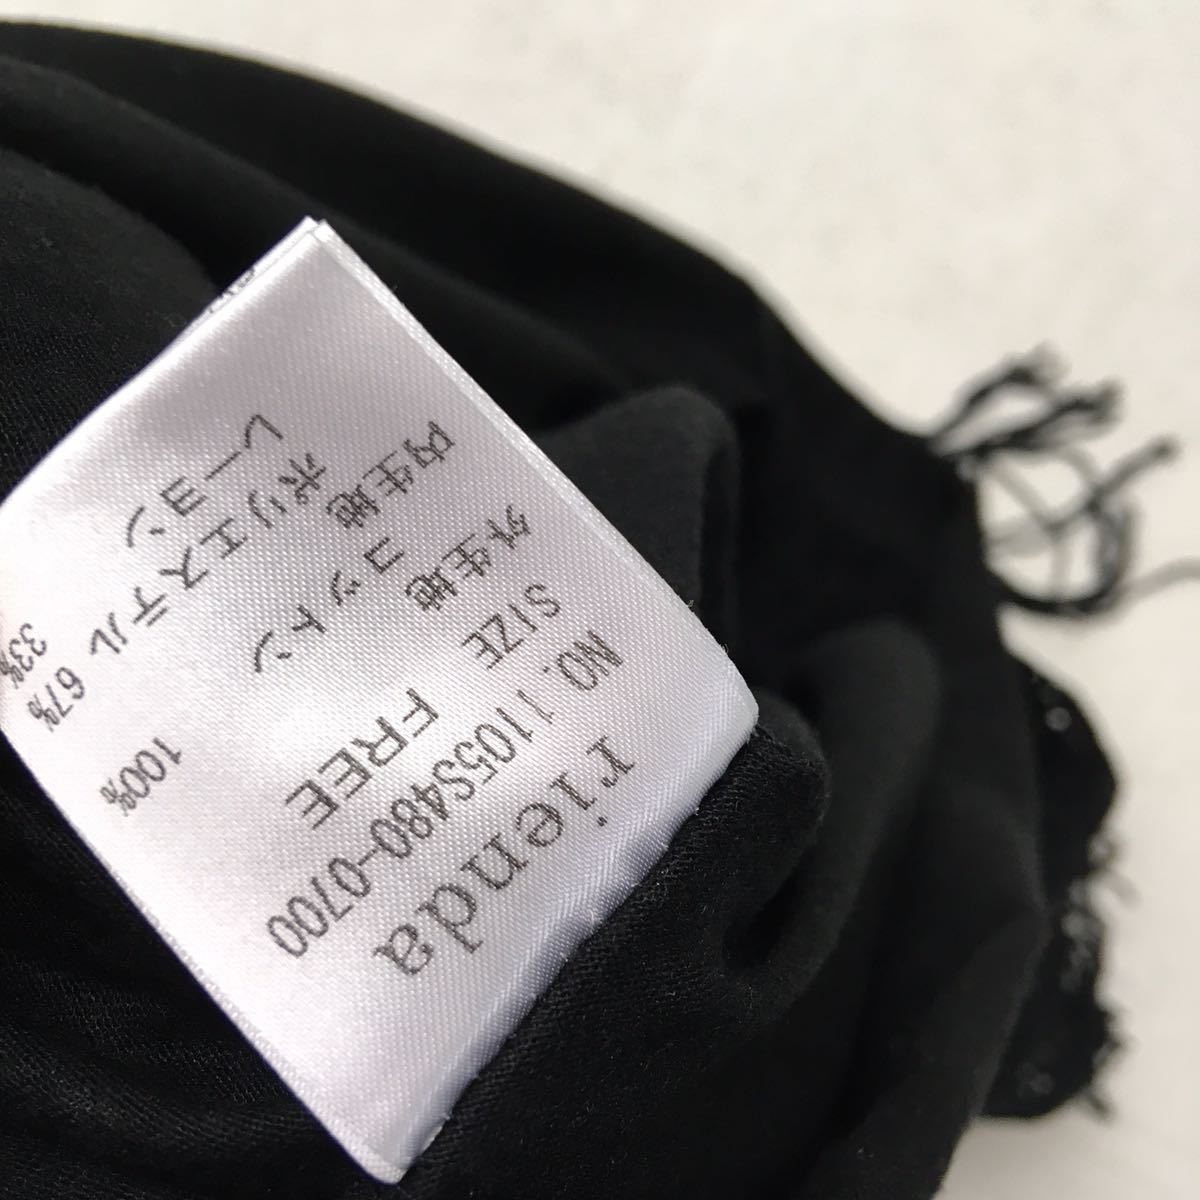 rienda
NO. 1105S480-0700
SIZE FREE
外生地
内生地 コットン 100%
ポリエステル 67%
レーヨン 33%